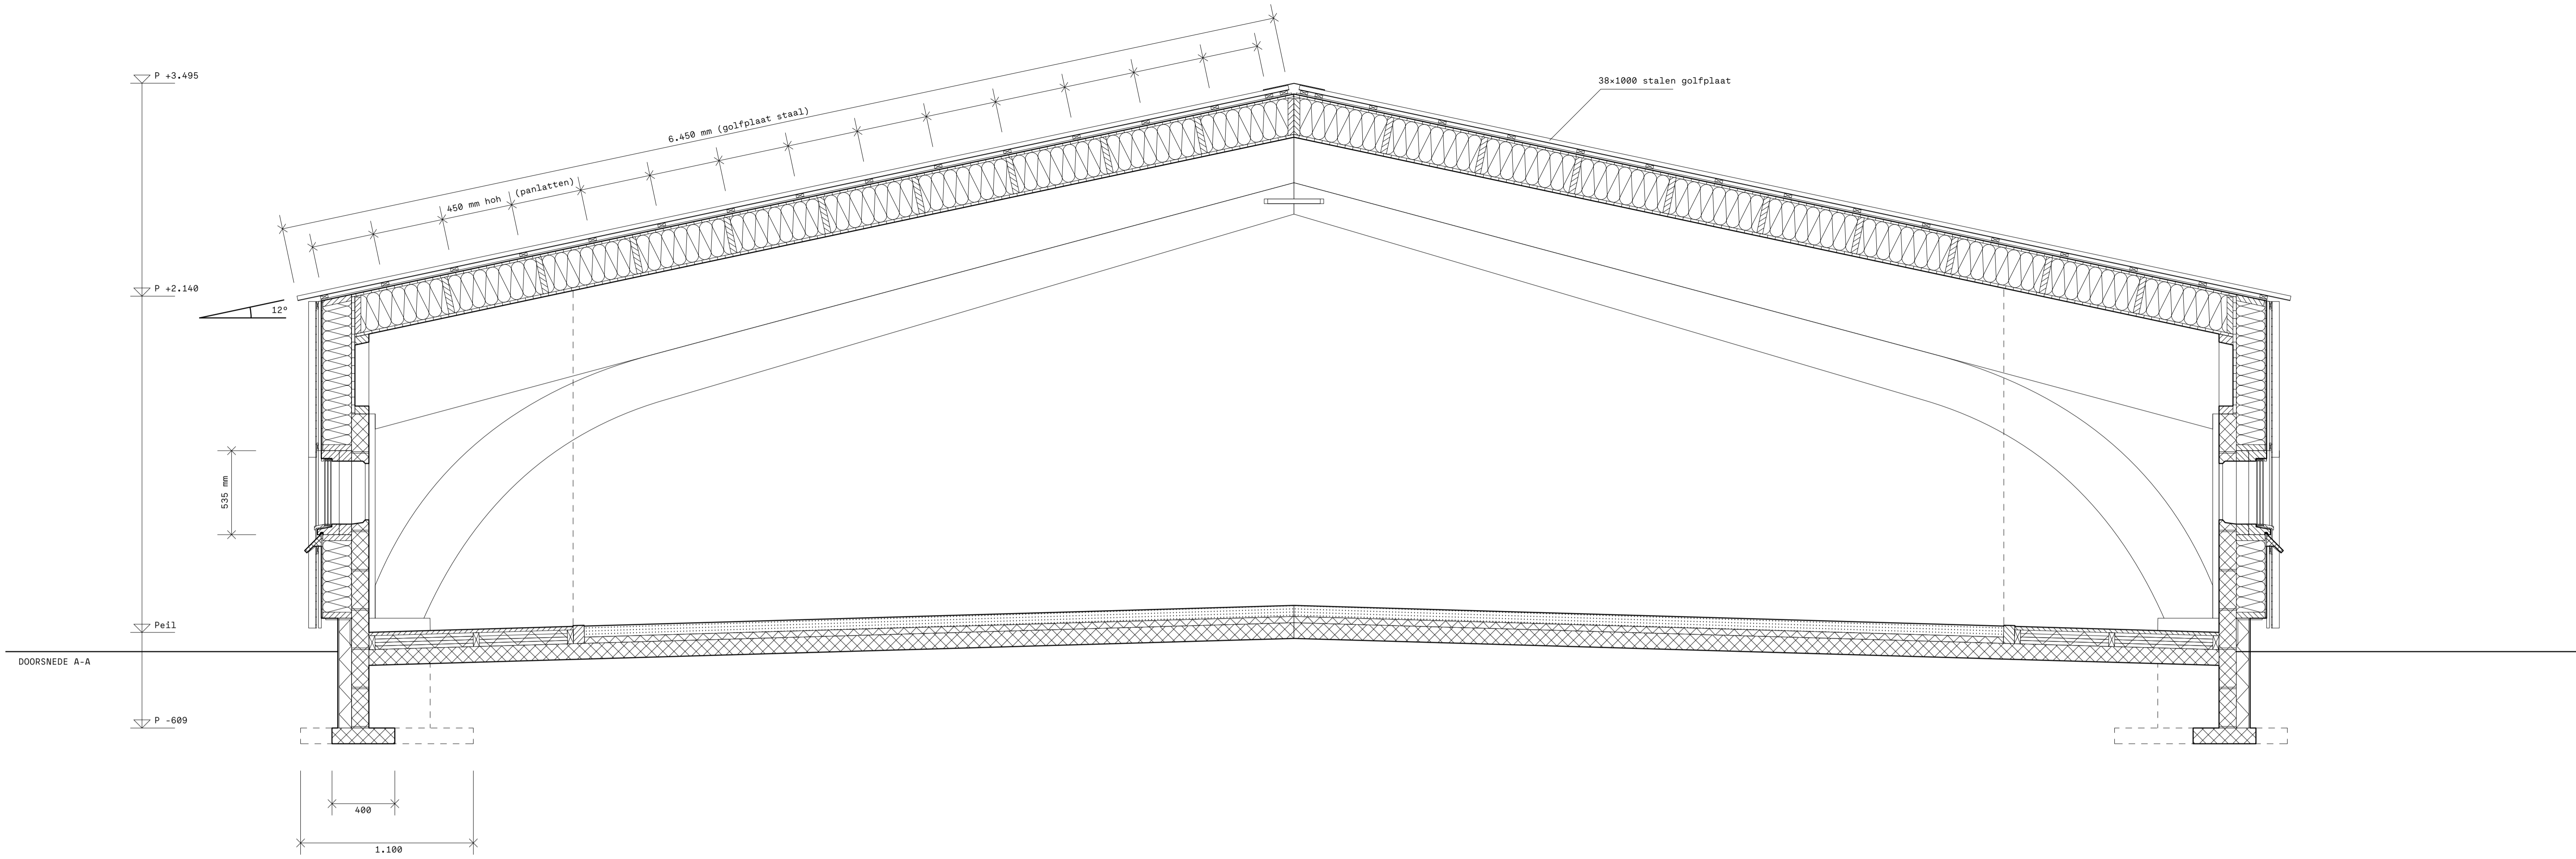 P +3.495
38×1000 stalen golfplaat
6.450 mm (golfplaat staal)
450 mm hoh (panlatten)
P +2.140
12°
535 mm
Peil
DOORSNEDE A-A
P -609
400
1.100